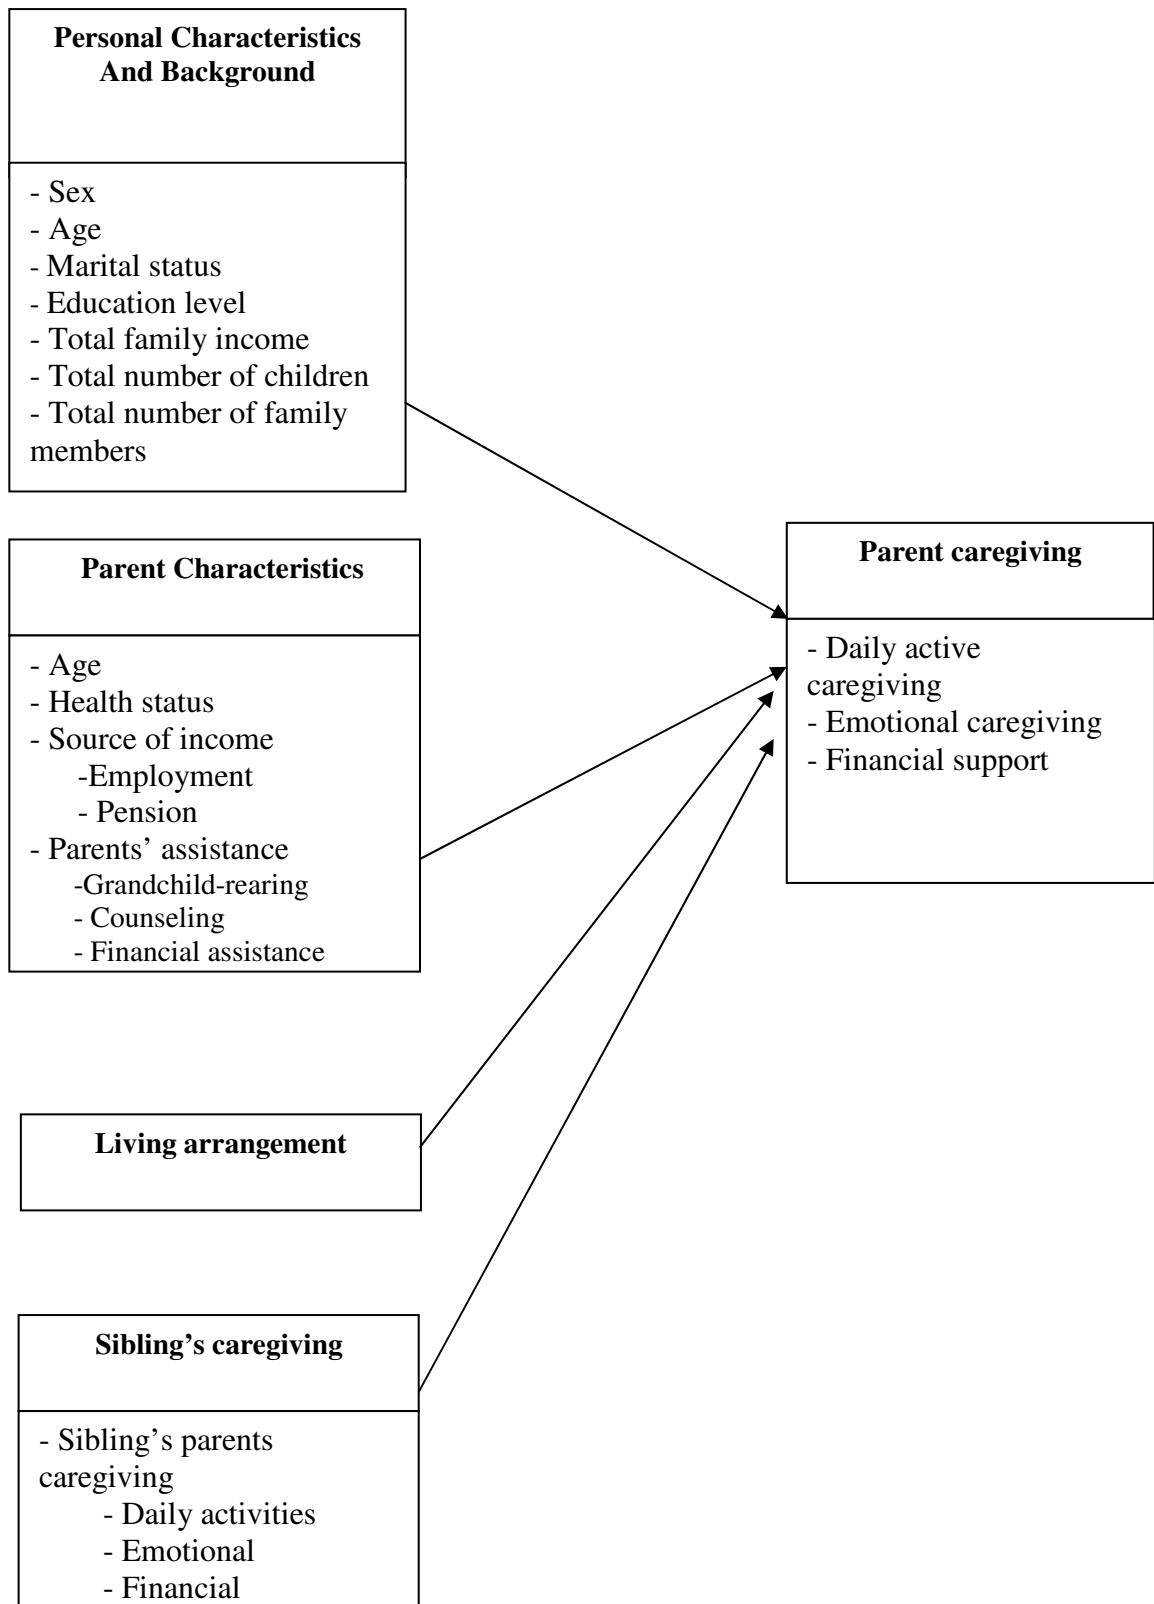 Personal Characteristics
And Background
- Sex
- Age
- Marital status
- Education level
- Total family income
- Total number of children
- Total number of family
members
Parent Characteristics
- Age
- Health status
- Source of income
-Employment
- Pension
- Parents’ assistance
-Grandchild-rearing
- Counseling
- Financial assistance
Living arrangement
Sibling’s caregiving
- Sibling’s parents
caregiving
- Daily activities
- Emotional
- Financial
Parent caregiving
- Daily active
caregiving
- Emotional caregiving
- Financial support